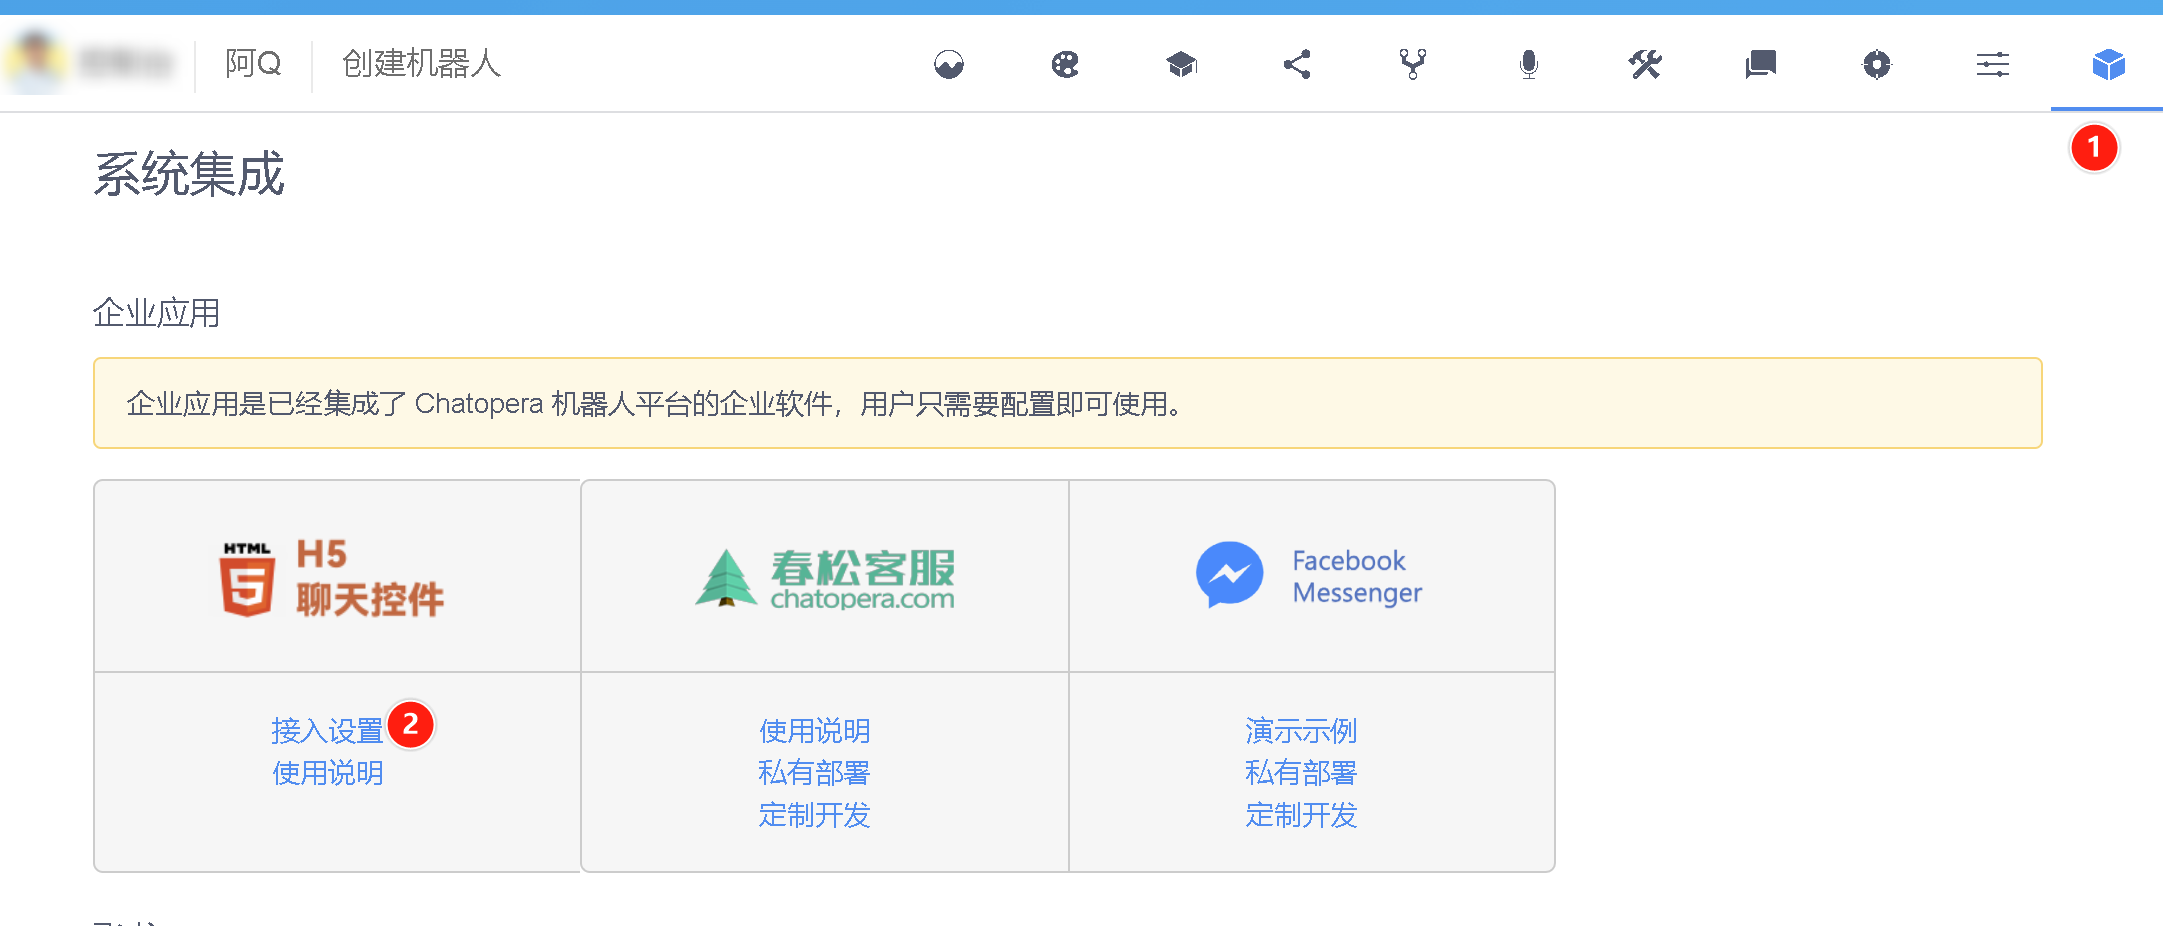 阿Q
创建机器人
1
系统集成
企业应用
企业应用是已经集成了 Chatopera 机器人平台的企业软件，用户只需要配置即可使用。
HTML
5
H5
聊天控件
春松客服
chatopera.com
Facebook
Messenger
接入设置
2
使用说明
使用说明
私有部署
定制开发
演示示例
私有部署
定制开发